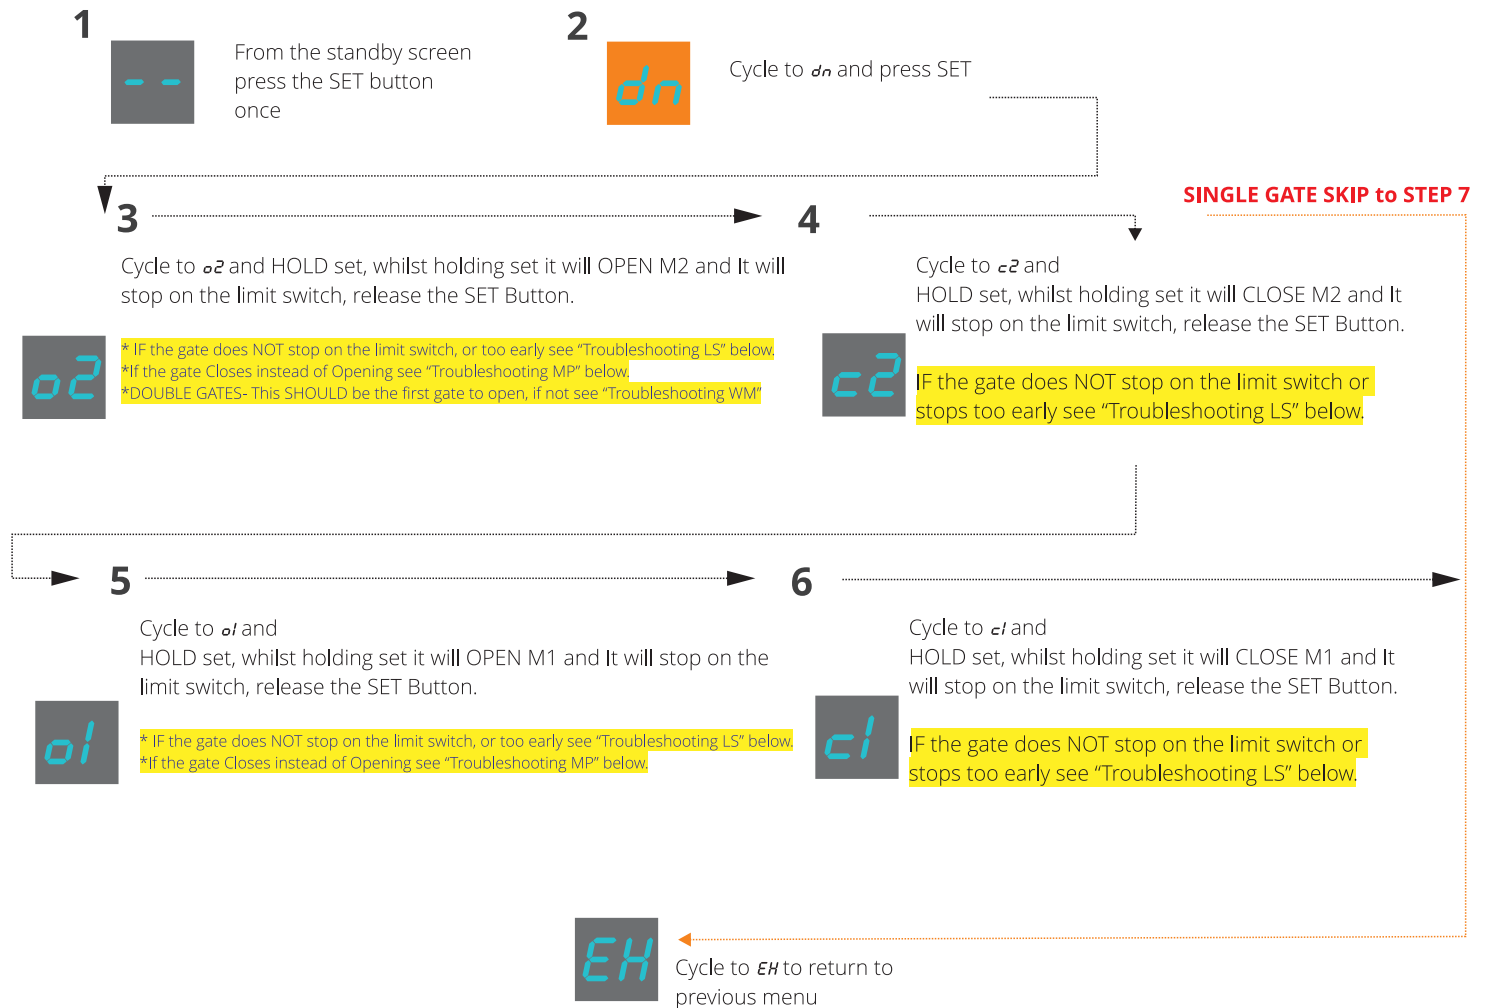 1
- -
From the standby screen
press the SET button
once
2
dn
Cycle to dn and press SET
SINGLE GATE SKIP to STEP 7
3
Cycle to o2 and HOLD set, whilst holding set it will OPEN M2 and It will
stop on the limit switch, release the SET Button.
o2
* IF the gate does NOT stop on the limit switch, or too early see “Troubleshooting LS” below.
*If the gate Closes instead of Opening see “Troubleshooting MP” below.
*DOUBLE GATES- This SHOULD be the first gate to open, if not see “Troubleshooting WM”
4
Cycle to c2 and
HOLD set, whilst holding set it will CLOSE M2 and It
will stop on the limit switch, release the SET Button.
c2
IF the gate does NOT stop on the limit switch or
stops too early see “Troubleshooting LS” below.
5
Cycle to o1 and
HOLD set, whilst holding set it will OPEN M1 and It will stop on the
limit switch, release the SET Button.
o1
* IF the gate does NOT stop on the limit switch, or too early see “Troubleshooting LS” below.
*If the gate Closes instead of Opening see “Troubleshooting MP” below.
6
Cycle to c1 and
HOLD set, whilst holding set it will CLOSE M1 and It
will stop on the limit switch, release the SET Button.
c1
IF the gate does NOT stop on the limit switch or
stops too early see “Troubleshooting LS” below.
EH
Cycle to EH to return to
previous menu